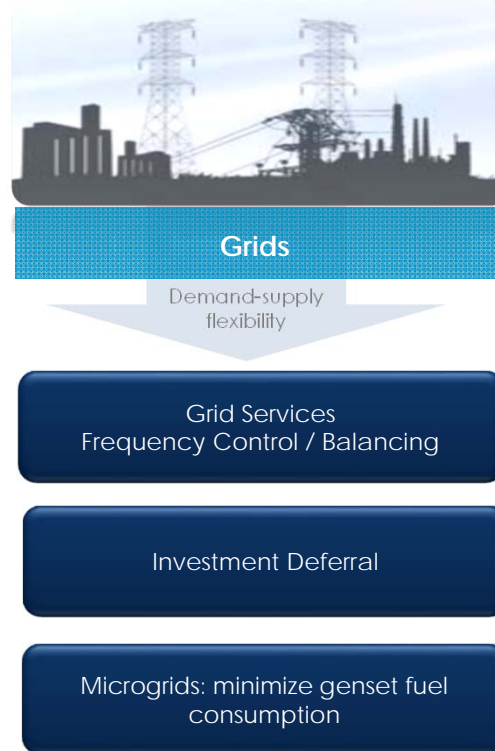 Grids
Demand-supply
flexibility
Grid Services
Frequency Control / Balancing
Investment Deferral
Microgrids: minimize genset fuel
consumption